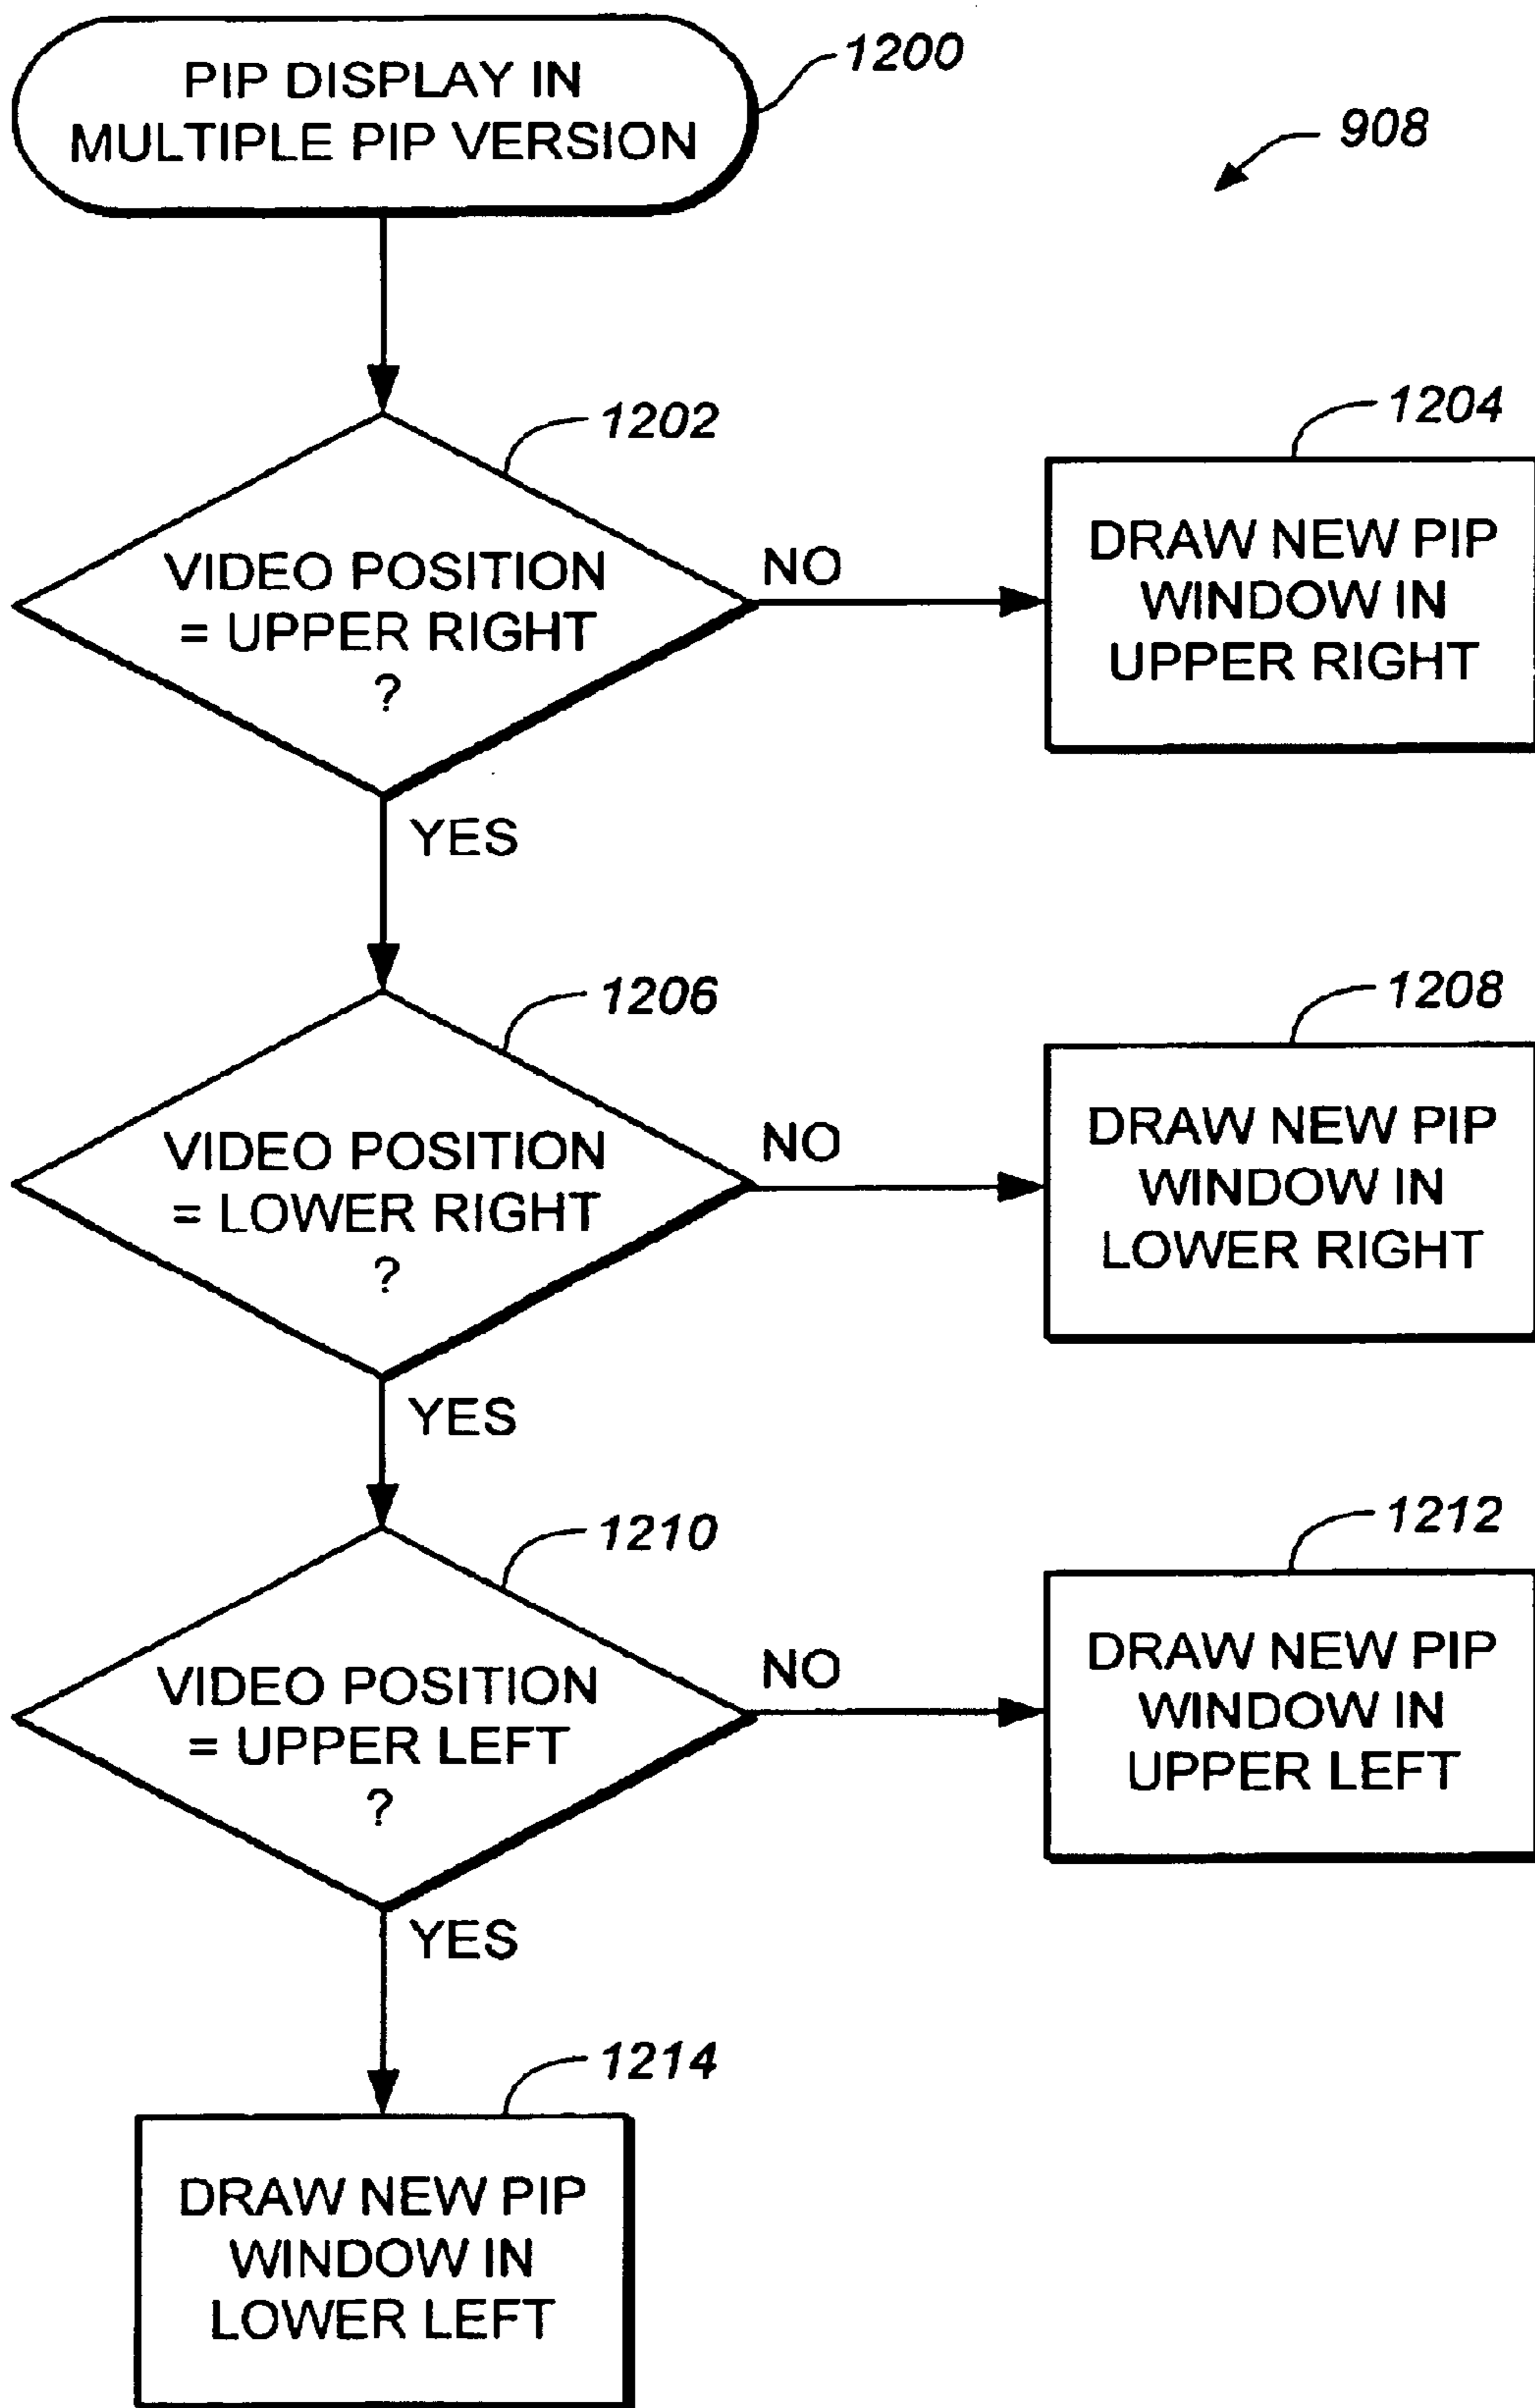 PIP DISPLAY IN
MULTIPLE PIP VERSION
1200
908
1202
VIDEO POSITION
= UPPER RIGHT
?
NO
YES
1204
DRAW NEW PIP
WINDOW IN
UPPER RIGHT
1206
VIDEO POSITION
= LOWER RIGHT
?
NO
YES
1208
DRAW NEW PIP
WINDOW IN
LOWER RIGHT
1210
VIDEO POSITION
= UPPER LEFT
?
NO
YES
1212
DRAW NEW PIP
WINDOW IN
UPPER LEFT
1214
DRAW NEW PIP
WINDOW IN
LOWER LEFT